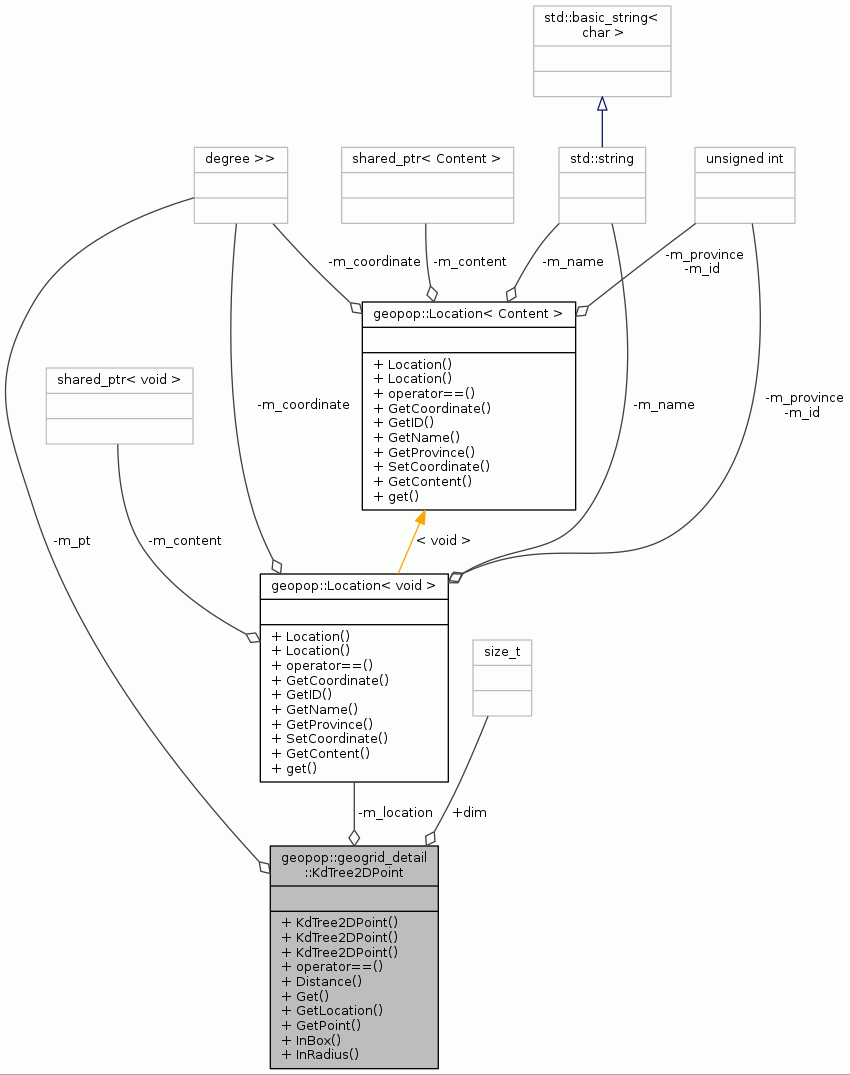 std::basic_string<
char >
degree >>
shared_ptr< Content >
std::string
unsigned int
-m_coordinate
-m_content
-m_name
-m_province
-m_id
geopop::Location< Content >
+ Location()
+ Location()
+ operator==()
+ GetCoordinate()
+ GetID()
+ GetName()
+ GetProvince()
+ SetCoordinate()
+ GetContent()
+ get()
shared_ptr< void >
-m_coordinate
-m_name
-m_province
-m_id
-m_pt
-m_content
< void >
geopop::Location< void >
+ Location()
+ Location()
+ operator==()
+ GetCoordinate()
+ GetID()
+ GetName()
+ GetProvince()
+ SetCoordinate()
+ GetContent()
+ get()
size_t
-m_location
+dim
geopop::geogrid_detail
::KdTree2DPoint
+ KdTree2DPoint()
+ KdTree2DPoint()
+ KdTree2DPoint()
+ operator==()
+ Distance()
+ Get()
+ GetLocation()
+ GetPoint()
+ InBox()
+ InRadius()